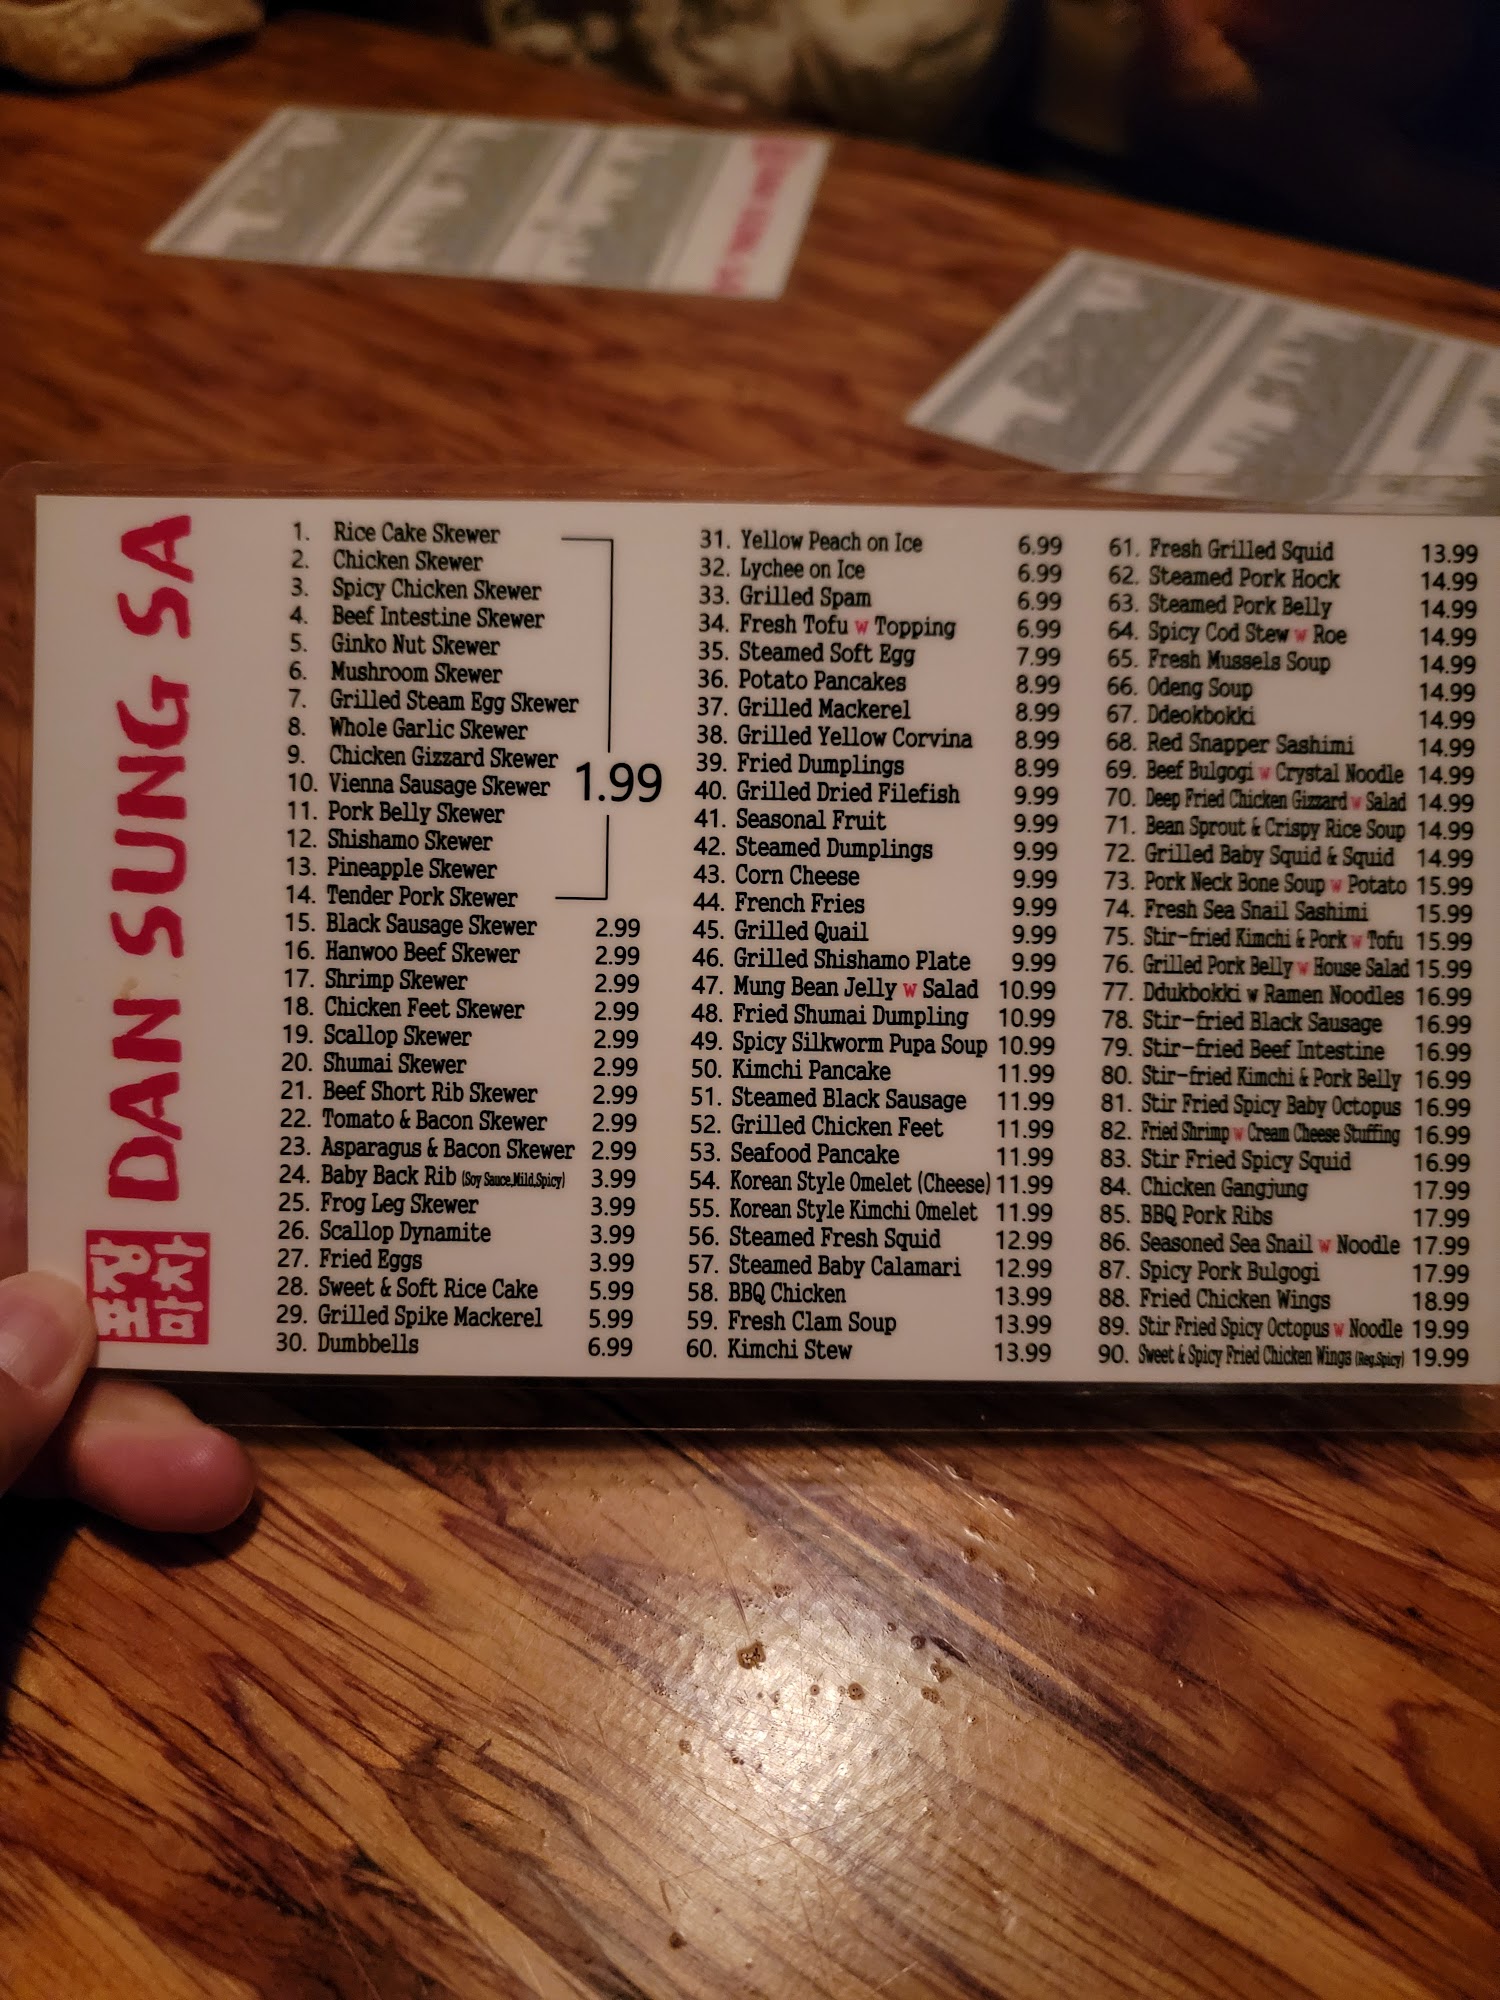 DAN SUNG SA
단성사
1. Rice Cake Skewer
2. Chicken Skewer
3. Spicy Chicken Skewer
4. Beef Intestine Skewer
5. Ginko Nut Skewer
6. Mushroom Skewer
7. Grilled Steam Egg Skewer
8. Whole Garlic Skewer
9. Chicken Gizzard Skewer
10. Vienna Sausage Skewer
11. Pork Belly Skewer
12. Shishamo Skewer
13. Pineapple Skewer
14. Tender Pork Skewer
1.99
15. Black Sausage Skewer 2.99
16. Hanwoo Beef Skewer 2.99
17. Shrimp Skewer 2.99
18. Chicken Feet Skewer 2.99
19. Scallop Skewer 2.99
20. Shumai Skewer 2.99
21. Beef Short Rib Skewer 2.99
22. Tomato & Bacon Skewer 2.99
23. Asparagus & Bacon Skewer 2.99
24. Baby Back Rib (Soy Sauce,Mild,Spicy) 3.99
25. Frog Leg Skewer 3.99
26. Scallop Dynamite 3.99
27. Fried Eggs 3.99
28. Sweet & Soft Rice Cake 5.99
29. Grilled Spike Mackerel 5.99
30. Dumbbells 6.99
31. Yellow Peach on Ice 6.99
32. Lychee on Ice 6.99
33. Grilled Spam 6.99
34. Fresh Tofu w Topping 6.99
35. Steamed Soft Egg 7.99
36. Potato Pancakes 8.99
37. Grilled Mackerel 8.99
38. Grilled Yellow Corvina 8.99
39. Fried Dumplings 8.99
40. Grilled Dried Filefish 9.99
41. Seasonal Fruit 9.99
42. Steamed Dumplings 9.99
43. Corn Cheese 9.99
44. French Fries 9.99
45. Grilled Quail 9.99
46. Grilled Shishamo Plate 9.99
47. Mung Bean Jelly w Salad 10.99
48. Fried Shumai Dumpling 10.99
49. Spicy Silkworm Pupa Soup 10.99
50. Kimchi Pancake 11.99
51. Steamed Black Sausage 11.99
52. Grilled Chicken Feet 11.99
53. Seafood Pancake 11.99
54. Korean Style Omelet (Cheese) 11.99
55. Korean Style Kimchi Omelet 11.99
56. Steamed Fresh Squid 12.99
57. Steamed Baby Calamari 12.99
58. BBQ Chicken 13.99
59. Fresh Clam Soup 13.99
60. Kimchi Stew 13.99
61. Fresh Grilled Squid 13.99
62. Steamed Pork Hock 14.99
63. Steamed Pork Belly 14.99
64. Spicy Cod Stew w Roe 14.99
65. Fresh Mussels Soup 14.99
66. Odeng Soup 14.99
67. Ddeokbokki 14.99
68. Red Snapper Sashimi 14.99
69. Beef Bulgogi w Crystal Noodle 14.99
70. Deep Fried Chicken Gizzard w Salad 14.99
71. Bean Sprout & Crispy Rice Soup 14.99
72. Grilled Baby Squid & Squid 14.99
73. Pork Neck Bone Soup w Potato 15.99
74. Fresh Sea Snail Sashimi 15.99
75. Stir-fried Kimchi & Pork w Tofu 15.99
76. Grilled Pork Belly w House Salad 15.99
77. Ddukbokki w Ramen Noodles 16.99
78. Stir-fried Black Sausage 16.99
79. Stir-fried Beef Intestine 16.99
80. Stir-fried Kimchi & Pork Belly 16.99
81. Stir Fried Spicy Baby Octopus 16.99
82. Fried Shrimp w Cream Cheese Stuffing 16.99
83. Stir Fried Spicy Squid 16.99
84. Chicken Gangjung 17.99
85. BBQ Pork Ribs 17.99
86. Seasoned Sea Snail w Noodle 17.99
87. Spicy Pork Bulgogi 17.99
88. Fried Chicken Wings 18.99
89. Stir Fried Spicy Octopus w Noodle 19.99
90. Sweet & Spicy Fried Chicken Wings (Reg,Spicy) 19.99